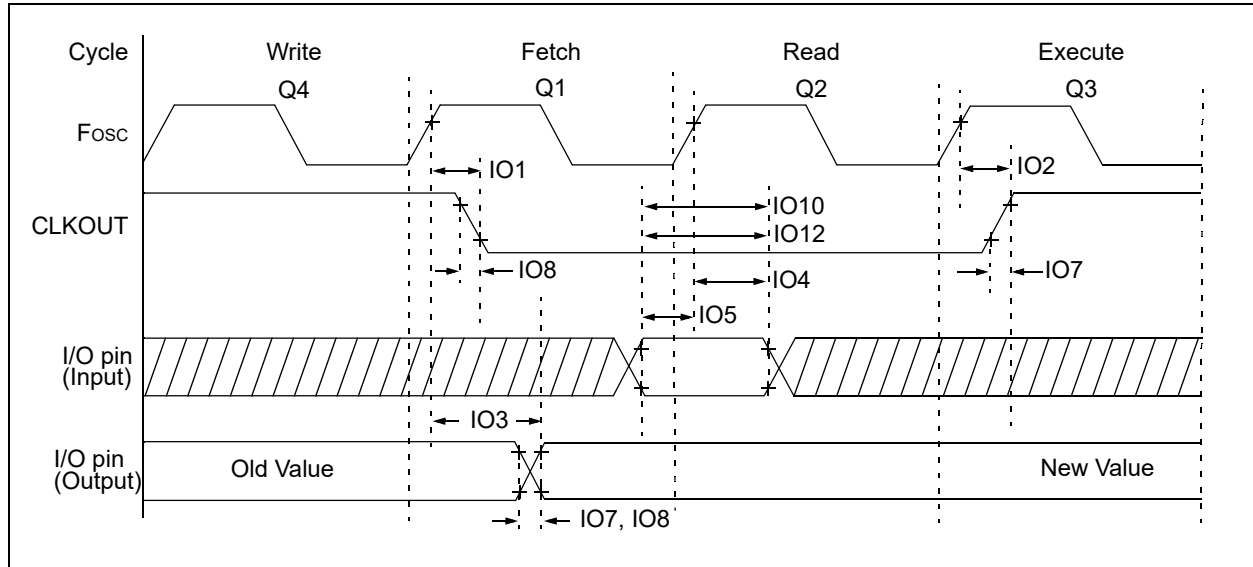 Cycle Write Fetch Read Execute
Q4 Q1 Q2 Q3
Fosc
IO1 IO2
IO10
CLKOUT
IO12
IO8 IO4 IO7
IO5
I/O pin
(Input)
IO3
I/O pin
(Output)
Old Value New Value
IO7, IO8